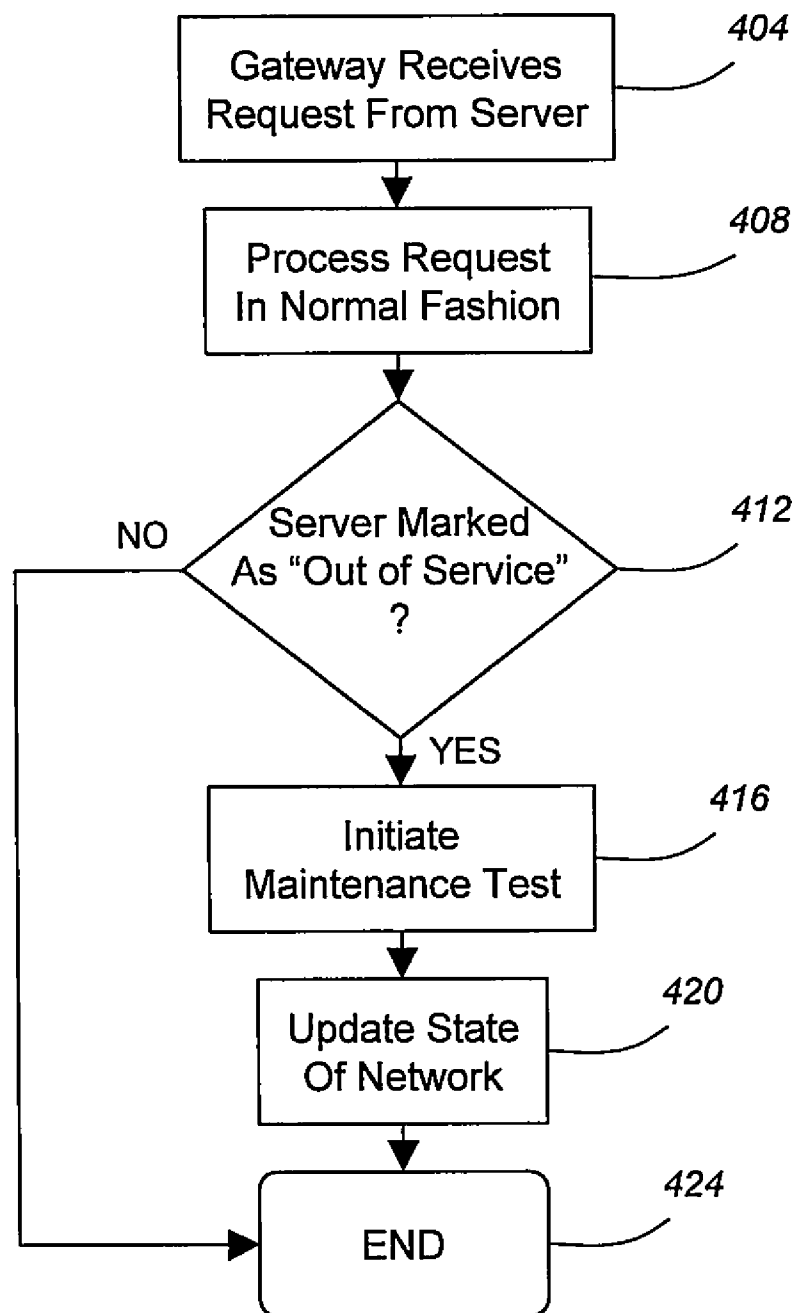 404
Gateway Receives
Request From Server
408
Process Request
In Normal Fashion
412
NO
Server Marked
As “Out of Service”
?
YES
416
Initiate
Maintenance Test
420
Update State
Of Network
424
END